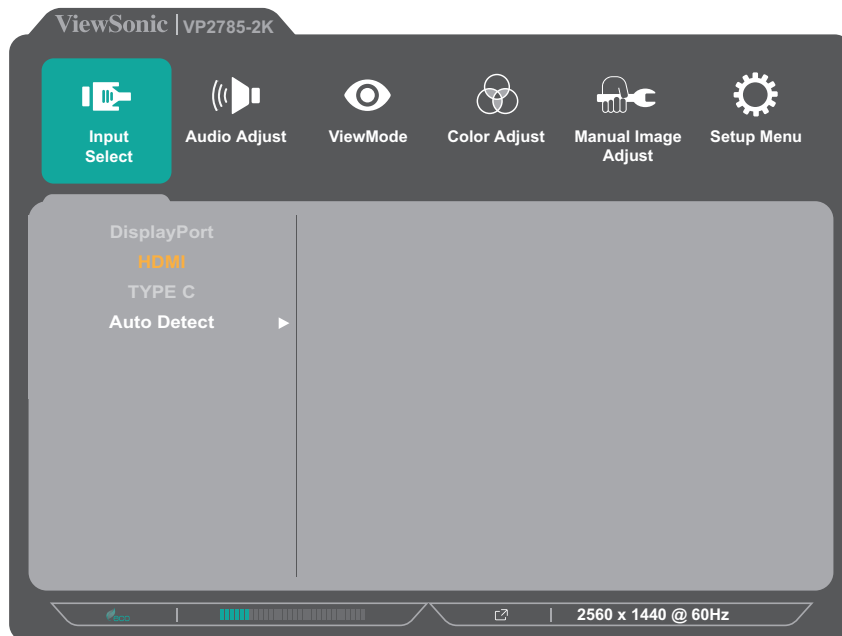 ViewSonic | VP2785-2K
Input
Select
Audio Adjust
ViewMode
Color Adjust
Manual Image
Adjust
Setup Menu
DisplayPort
HDMI
TYPE C
Auto Detect
eco
2560 x 1440 @ 60Hz